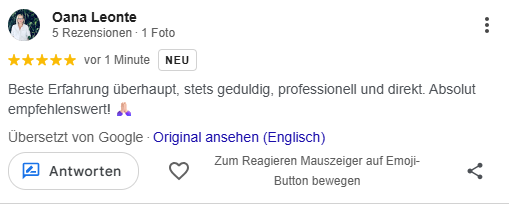 Oana Leonte
5 Rezensionen · 1 Foto
vor 1 Minute NEU
Beste Erfahrung überhaupt, stets geduldig, professionell und direkt. Absolut
empfehlenswert! 🙏🏻
Übersetzt von Google · Original ansehen (Englisch)
Antworten
Zum Reagieren Mauszeiger auf Emoji-
Button bewegen